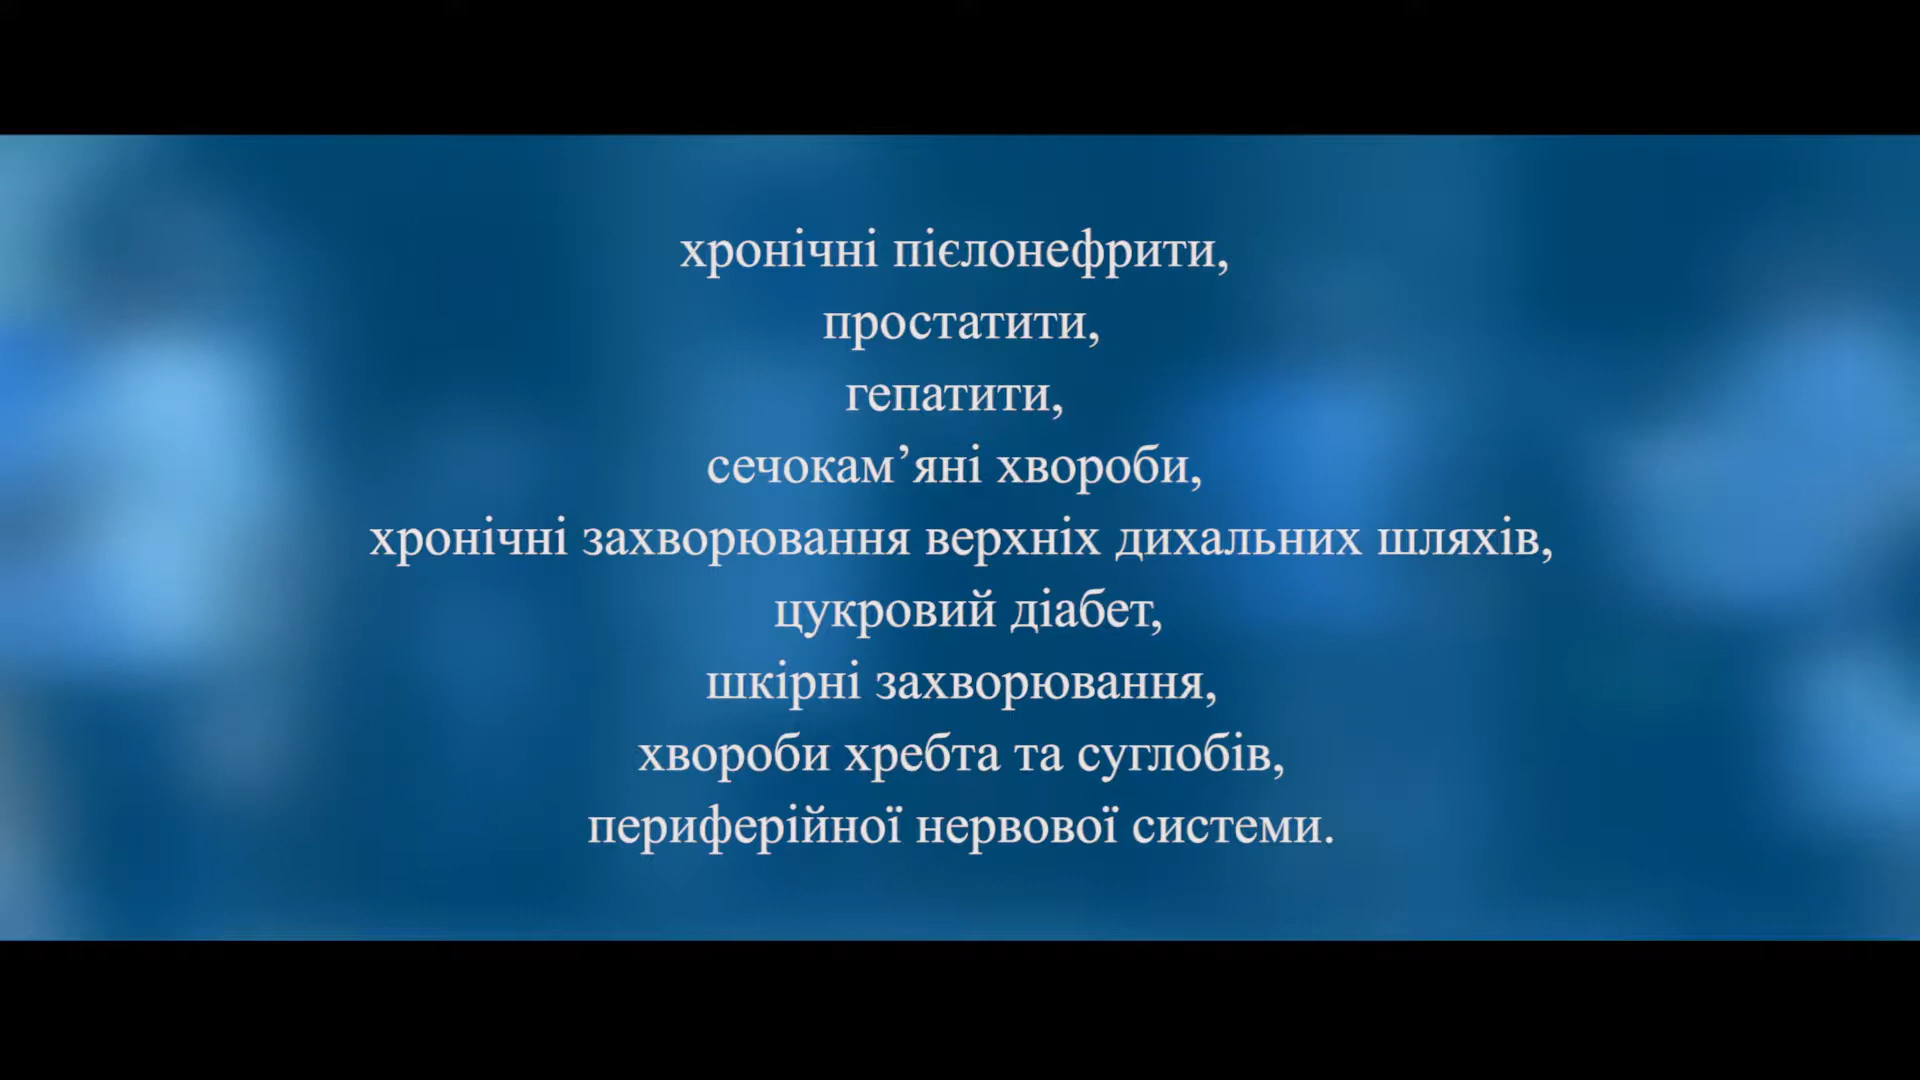 хронічні пієлонефрити,
простатити,
гепатити,
сечокам’яні хвороби,
хронічні захворювання верхніх дихальних шляхів,
цукровий діабет,
шкірні захворювання,
хвороби хребта та суглобів,
периферійної нервової системи.